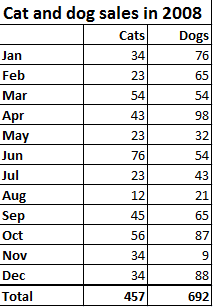 Cat and dog sales in 2008
Cats Dogs
Jan 34 76
Feb 23 65
Mar 54 54
Apr 43 98
May 23 32
Jun 76 54
Jul 23 43
Aug 12 21
Sep 45 65
Oct 56 87
Nov 34 9
Dec 34 88
Total 457 692